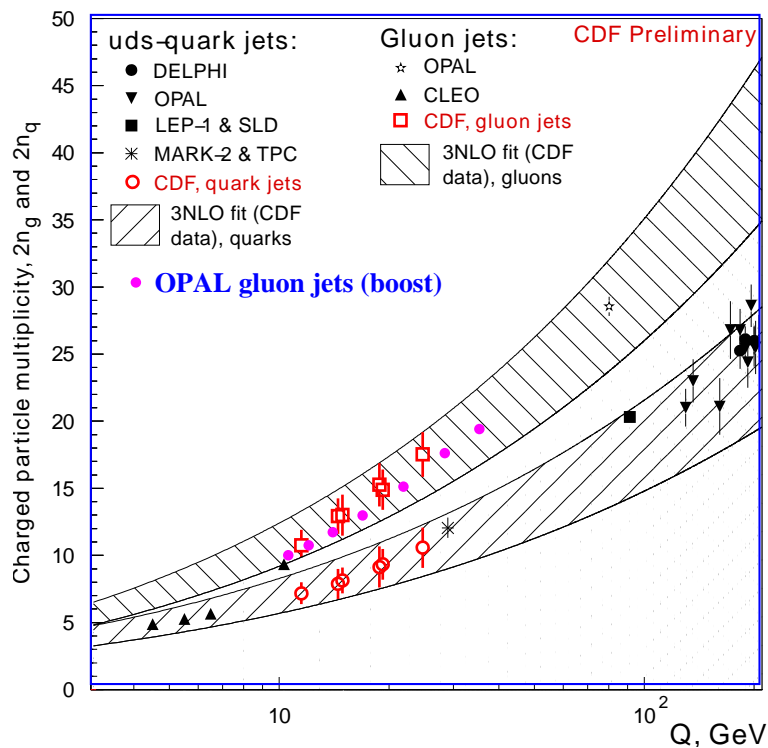 CDF Preliminary
uds–quark jets:
DELPHI
OPAL
LEP–1 & SLD
MARK–2 & TPC
CDF, quark jets
3NLO fit (CDF
data), quarks
Gluon jets:
OPAL
CLEO
CDF, gluon jets
3NLO fit (CDF
data), gluons
OPAL gluon jets (boost)
Charged particle multiplicity, 2n_g and 2n_q
50
45
40
35
30
25
20
15
10
5
0
10
10²
Q, GeV